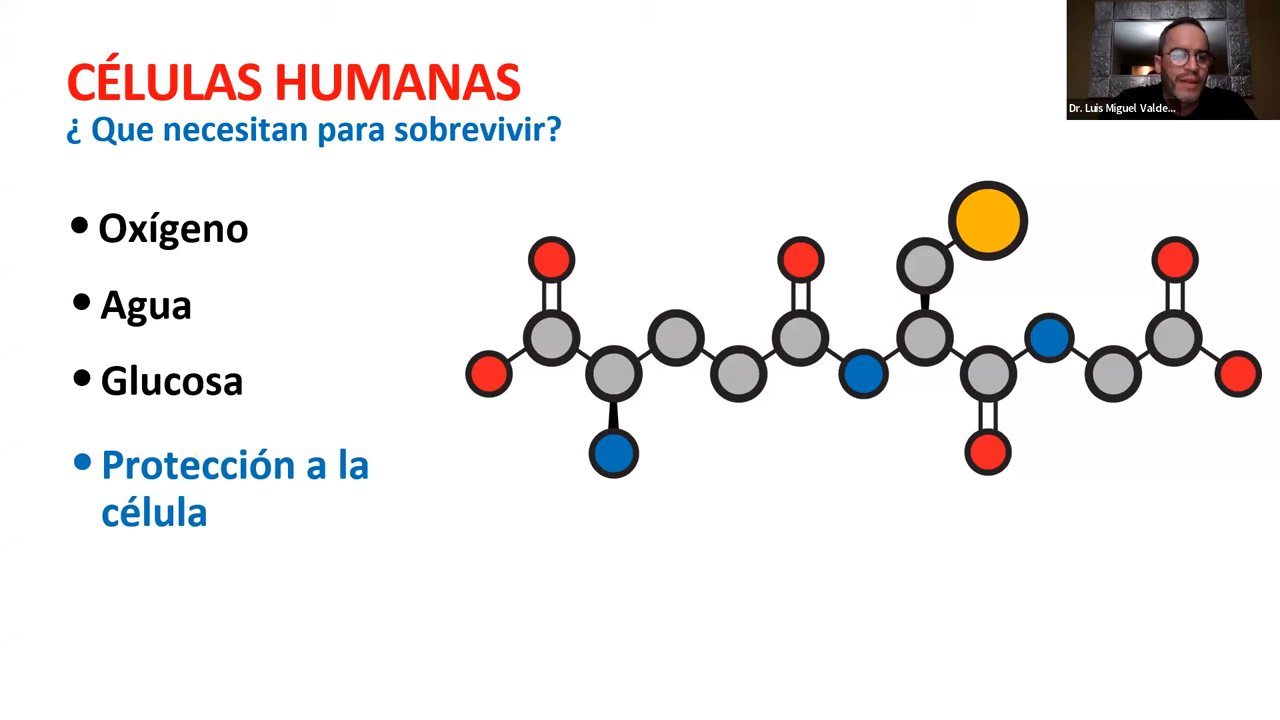 CÉLULAS HUMANAS
¿ Que necesitan para sobrevivir?
• Oxígeno
• Agua
• Glucosa
• Protección a la
célula
Dr. Luis Miguel Valde...